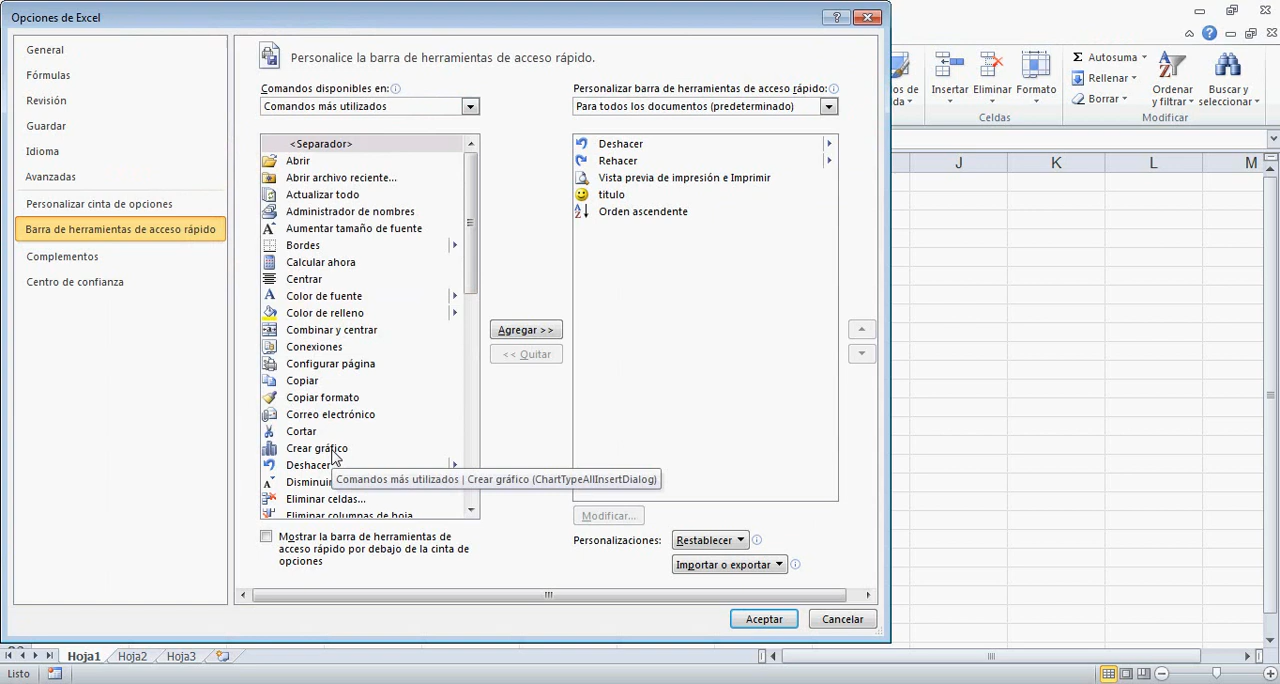 Opciones de Excel
General
Fórmulas
Revisión
Guardar
Idioma
Avanzadas
Personalizar cinta de opciones
Barra de herramientas de acceso rápido
Complementos
Centro de confianza
Personalice la barra de herramientas de acceso rápido.
Comandos disponibles en:
Comandos más utilizados
<Separador>
Abrir
Abrir archivo reciente...
Actualizar todo
Administrador de nombres
Aumentar tamaño de fuente
Bordes
Calcular ahora
Centrar
Color de fuente
Color de relleno
Combinar y centrar
Conexiones
Configurar página
Copiar
Copiar formato
Correo electrónico
Cortar
Crear gráfico
Deshacer
Disminuir
Eliminar celdas...
Eliminar columnas de hoja
Comandos más utilizados | Crear gráfico (ChartTypeAllInsertDialog)
Mostrar la barra de herramientas de
acceso rápido por debajo de la cinta de
opciones
Agregar >>
<< Quitar
Personalizar barra de herramientas de acceso rápido:
Para todos los documentos (predeterminado)
Deshacer
Rehacer
Vista previa de impresión e Imprimir
titulo
Orden ascendente
Modificar...
Personalizaciones:
Restablecer
Importar o exportar
Aceptar
Cancelar
os de
da
Insertar
Eliminar
Formato
Celdas
Σ Autosuma
Rellenar
Borrar
Ordenar
y filtrar
Buscar y
seleccionar
Modificar
J K L M
Hoja1 Hoja2 Hoja3
Listo